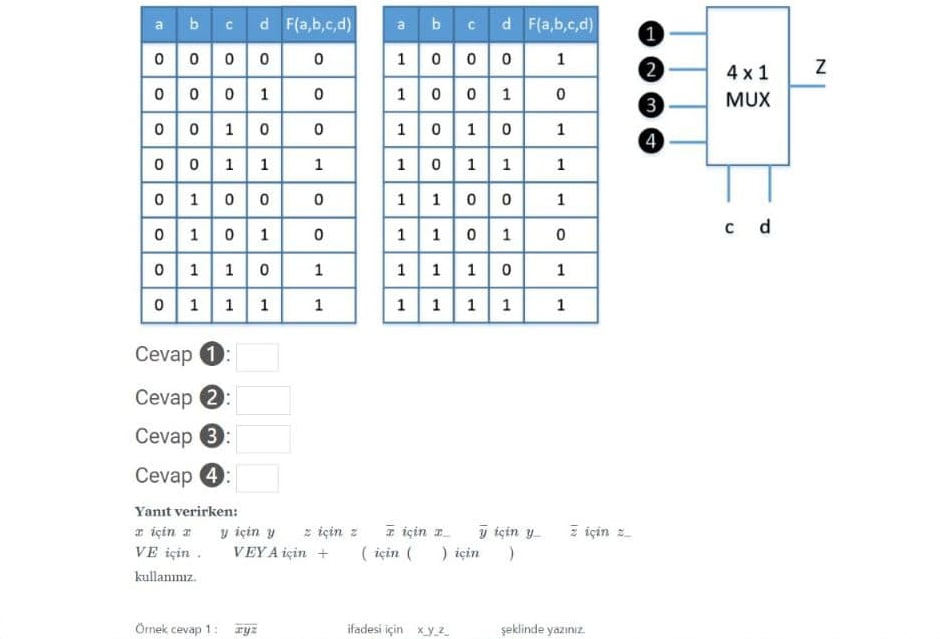 a b c d F(a,b,c,d) a b c d F(a,b,c,d)
0 0 0 0 0 1 0 0 0 1
0 0 0 1 0 1 0 0 1 0
0 0 1 0 0 1 0 1 0 1
0 0 1 1 1 1 0 1 1 1
0 1 0 0 0 1 1 0 0 1
0 1 0 1 0 1 1 0 1 0
0 1 1 0 1 1 1 1 0 1
0 1 1 1 1 1 1 1 1 1
1
2
3
4
4 x 1
MUX
Z
c d
Cevap 1:
Cevap 2:
Cevap 3:
Cevap 4:
Yanıt verirken:
x için x y için y z için z x̅ için x_ y̅ için y_ z̅ için z_
VE için . VEYA için + ( için ( ) için )
kullanınız.
Örnek cevap 1: x̅y̅z̅ ifadesi için x_y_z_ şeklinde yazınız.